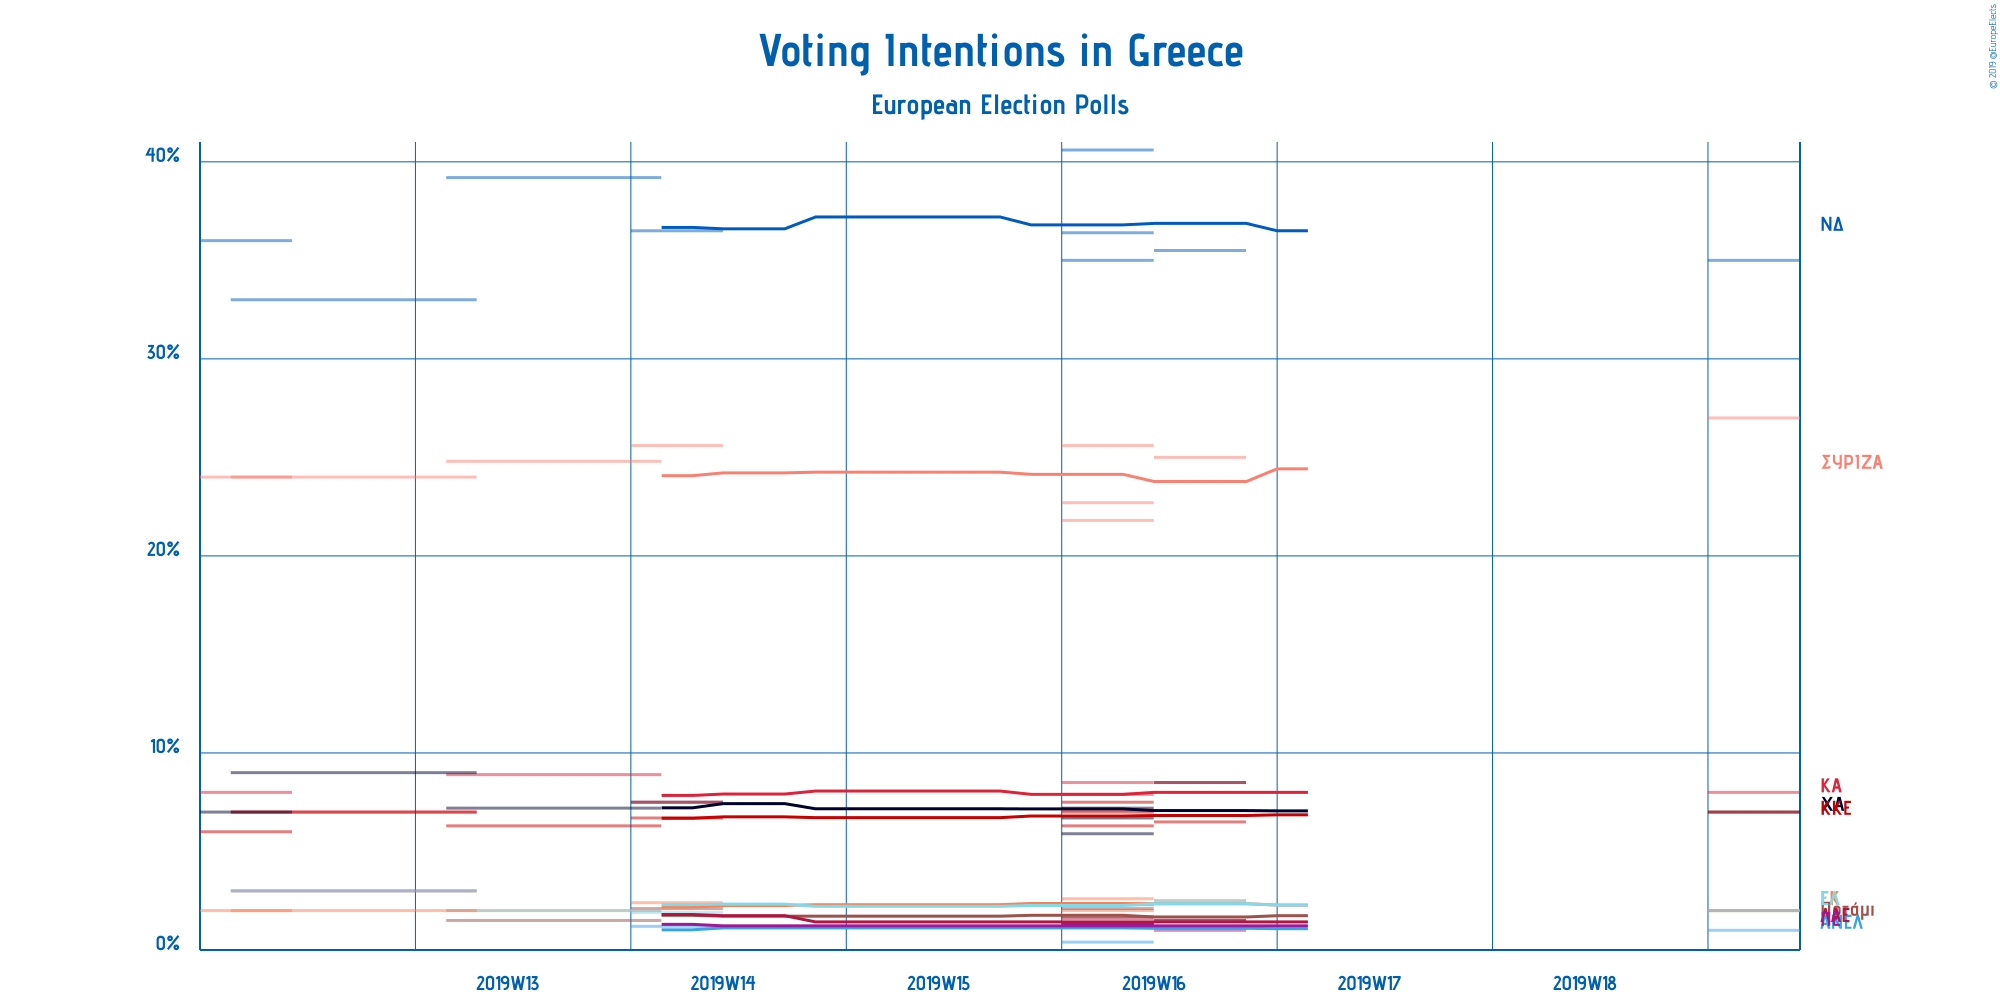 Voting Intentions in Greece
European Election Polls
© 2019 @EuropeElects
40%
30%
20%
10%
0%
ΝΔ
ΣΥΡΙΖΑ
ΚΑ
ΧΑ
ΚΚΕ
ΕΚ
Ποτάμι
ΑΝΕΛ
2019W13 2019W14 2019W15 2019W16 2019W17 2019W18